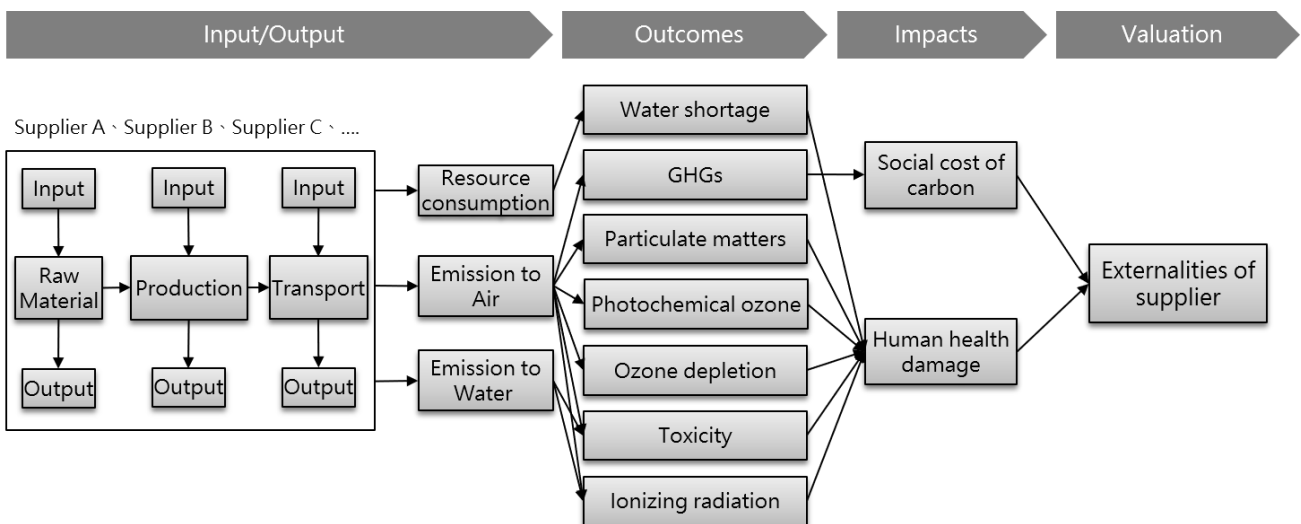 Input/Output
Outcomes
Impacts
Valuation
Supplier A、Supplier B、Supplier C、....
Input
Input
Input
Raw
Material
Production
Transport
Output
Output
Output
Resource
consumption
Emission to
Air
Emission to
Water
Water shortage
GHGs
Particulate matters
Photochemical ozone
Ozone depletion
Toxicity
Ionizing radiation
Social cost of
carbon
Human health
damage
Externalities of
supplier